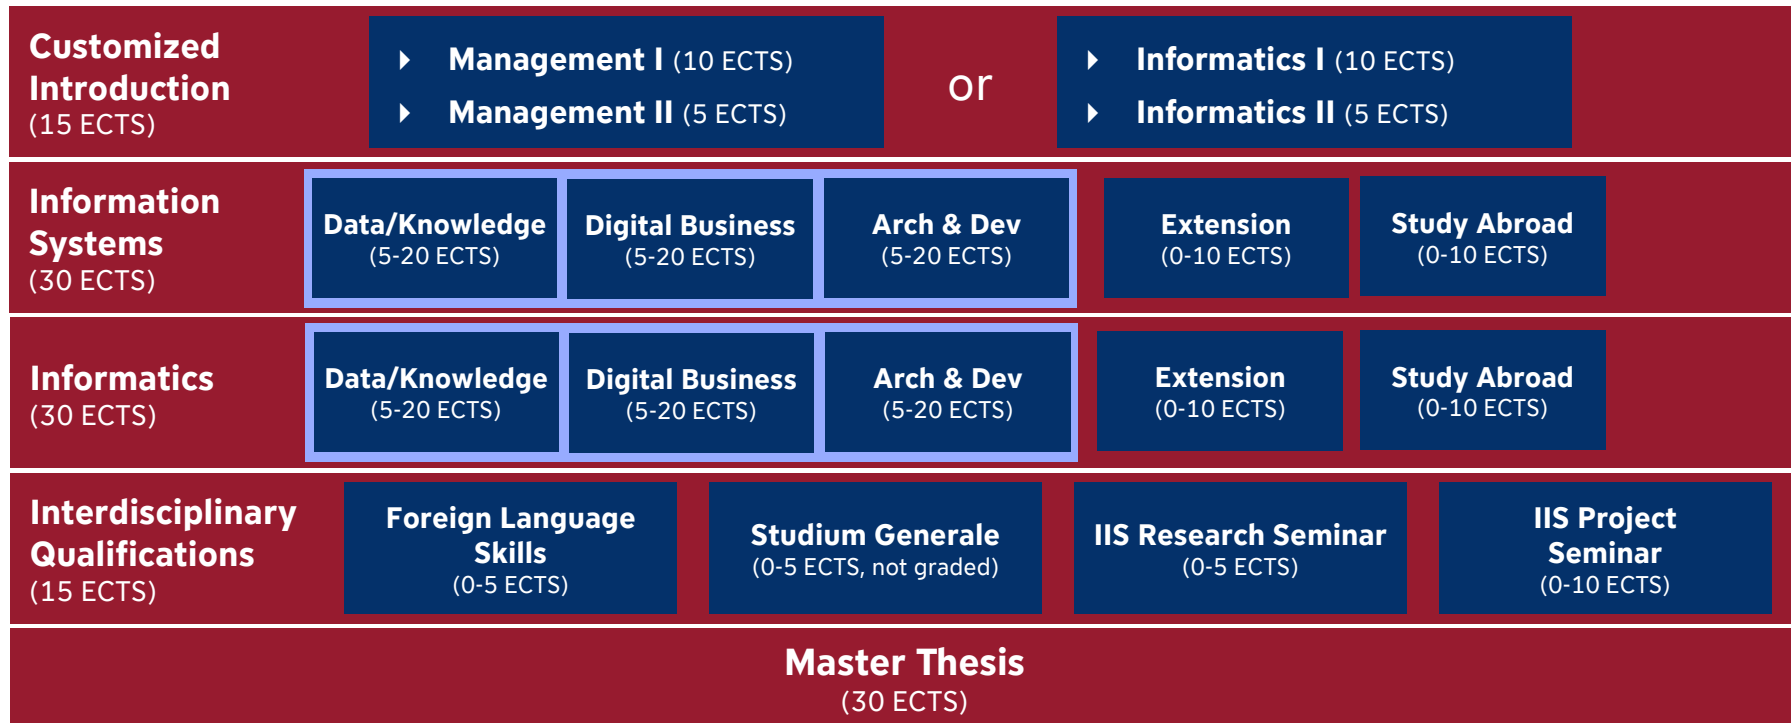 Customized
Introduction
(15 ECTS)
Management I (10 ECTS)
Management II (5 ECTS)
or
Informatics I (10 ECTS)
Informatics II (5 ECTS)
Information
Systems
(30 ECTS)
Data/Knowledge
(5-20 ECTS)
Digital Business
(5-20 ECTS)
Arch & Dev
(5-20 ECTS)
Extension
(0-10 ECTS)
Study Abroad
(0-10 ECTS)
Informatics
(30 ECTS)
Data/Knowledge
(5-20 ECTS)
Digital Business
(5-20 ECTS)
Arch & Dev
(5-20 ECTS)
Extension
(0-10 ECTS)
Study Abroad
(0-10 ECTS)
Interdisciplinary
Qualifications
(15 ECTS)
Foreign Language
Skills
(0-5 ECTS)
Studium Generale
(0-5 ECTS, not graded)
IIS Research Seminar
(0-5 ECTS)
IIS Project
Seminar
(0-10 ECTS)
Master Thesis
(30 ECTS)